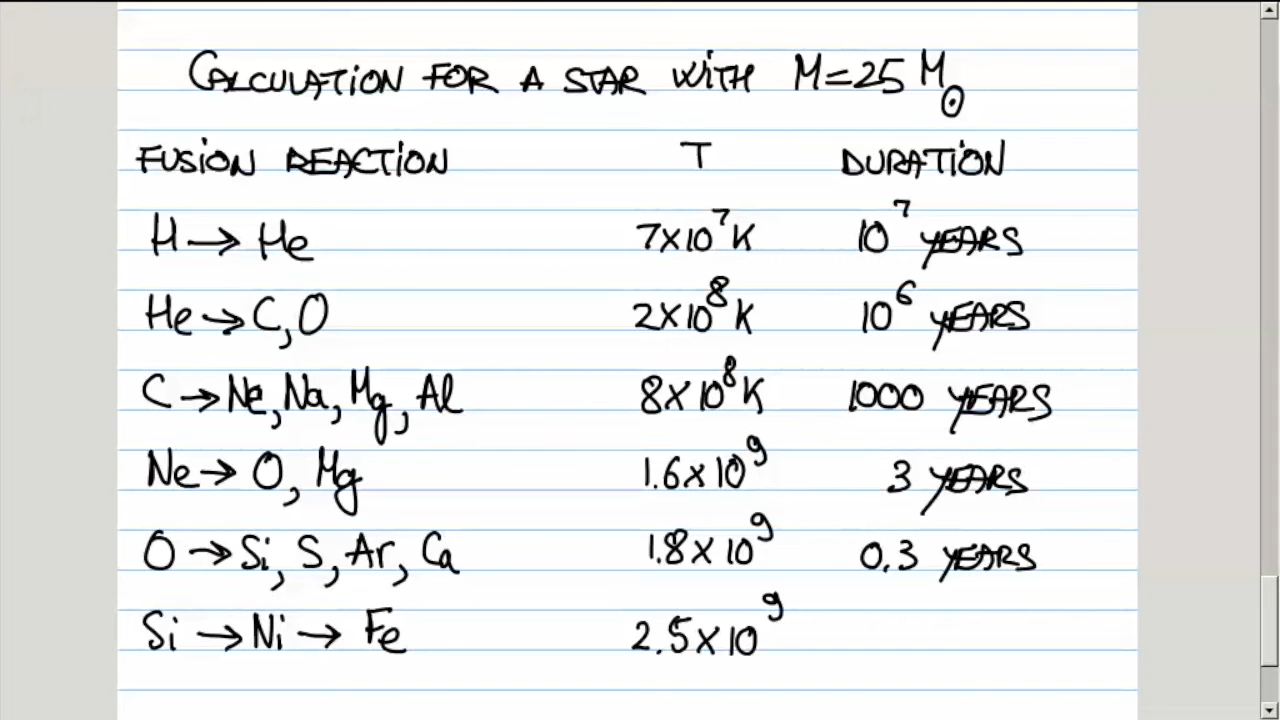 CALCULATION FOR A STAR WITH M=25 M☉
FUSION REACTION T DURATION
H → He 7×10⁷ K 10⁷ YEARS
He → C, O 2×10⁸ K 10⁶ YEARS
C → Ne, Na, Mg, Al 8×10⁸ K 1000 YEARS
Ne → O, Mg 1.6×10⁹ 3 YEARS
O → Si, S, Ar, Ca 1.8×10⁹ 0.3 YEARS
Si → Ni → Fe 2.5×10⁹